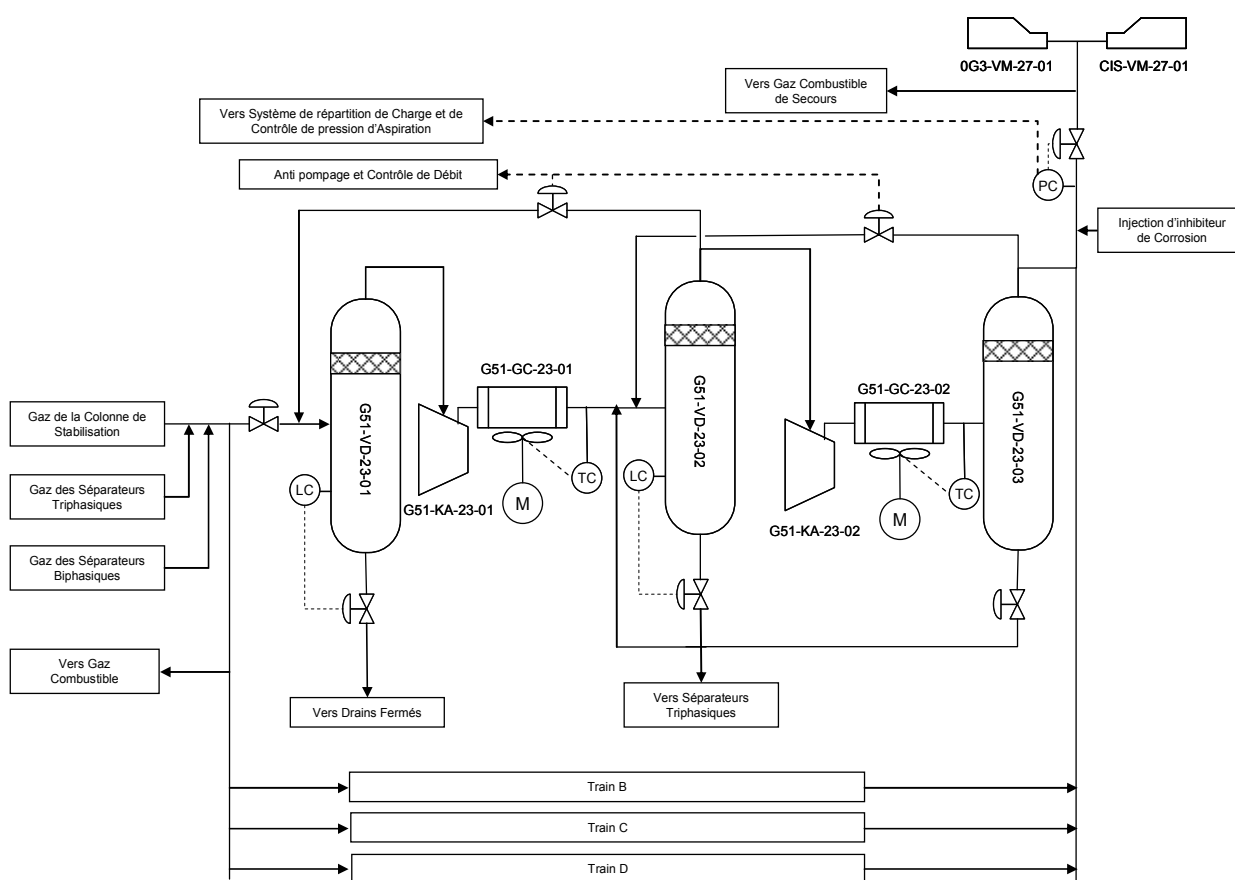 0G3-VM-27-01
CIS-VM-27-01
Vers Gaz Combustible
de Secours
Vers Système de répartition de Charge et de
Contrôle de pression d'Aspiration
Anti pompage et Contrôle de Débit
PC
Injection d'inhibiteur
de Corrosion
G51-GC-23-01
G51-GC-23-02
G51-VD-23-01
G51-VD-23-02
G51-VD-23-03
Gaz de la Colonne de
Stabilisation
Gaz des Séparateurs
Triphasiques
Gaz des Séparateurs
Biphasiques
LC
TC
LC
TC
M
M
G51-KA-23-01
G51-KA-23-02
Vers Gaz
Combustible
Vers Drains Fermés
Vers Séparateurs
Triphasiques
Train B
Train C
Train D